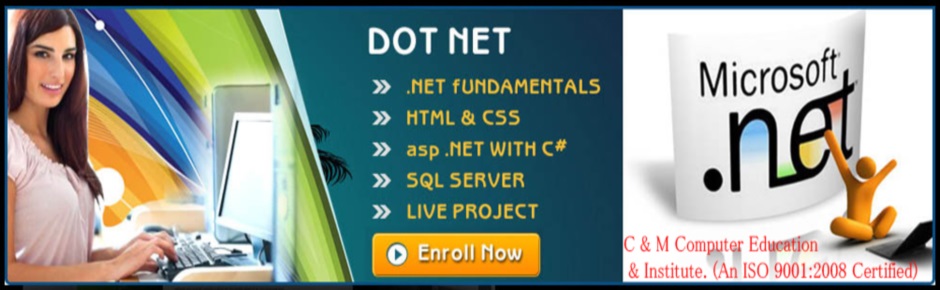 DOT NET
.NET fUNDAMENTALS
HTML & CSS
asp .NET WITH C#
SQL SERVER
LIVE PROJECT
Enroll Now
Microsoft
.net
C & M Computer Education
& Institute. (An ISO 9001:2008 Certified)